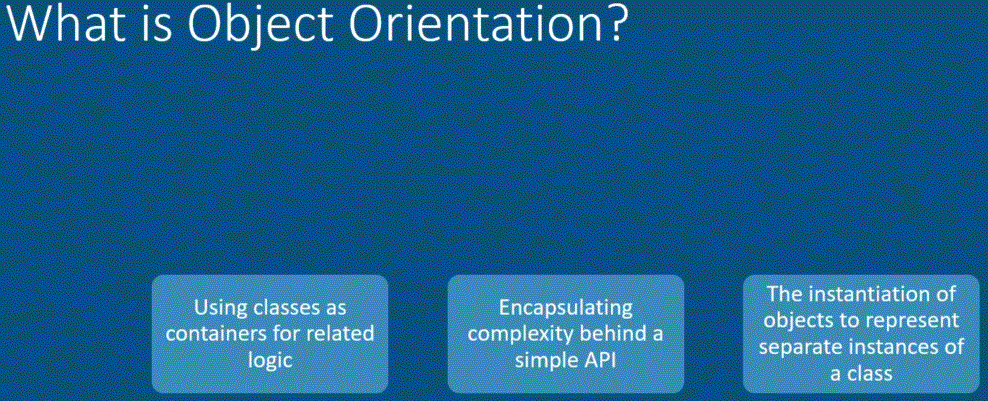 What is Object Orientation?
Using classes as
containers for related
logic
Encapsulating
complexity behind a
simple API
The instantiation of
objects to represent
separate instances of
a class